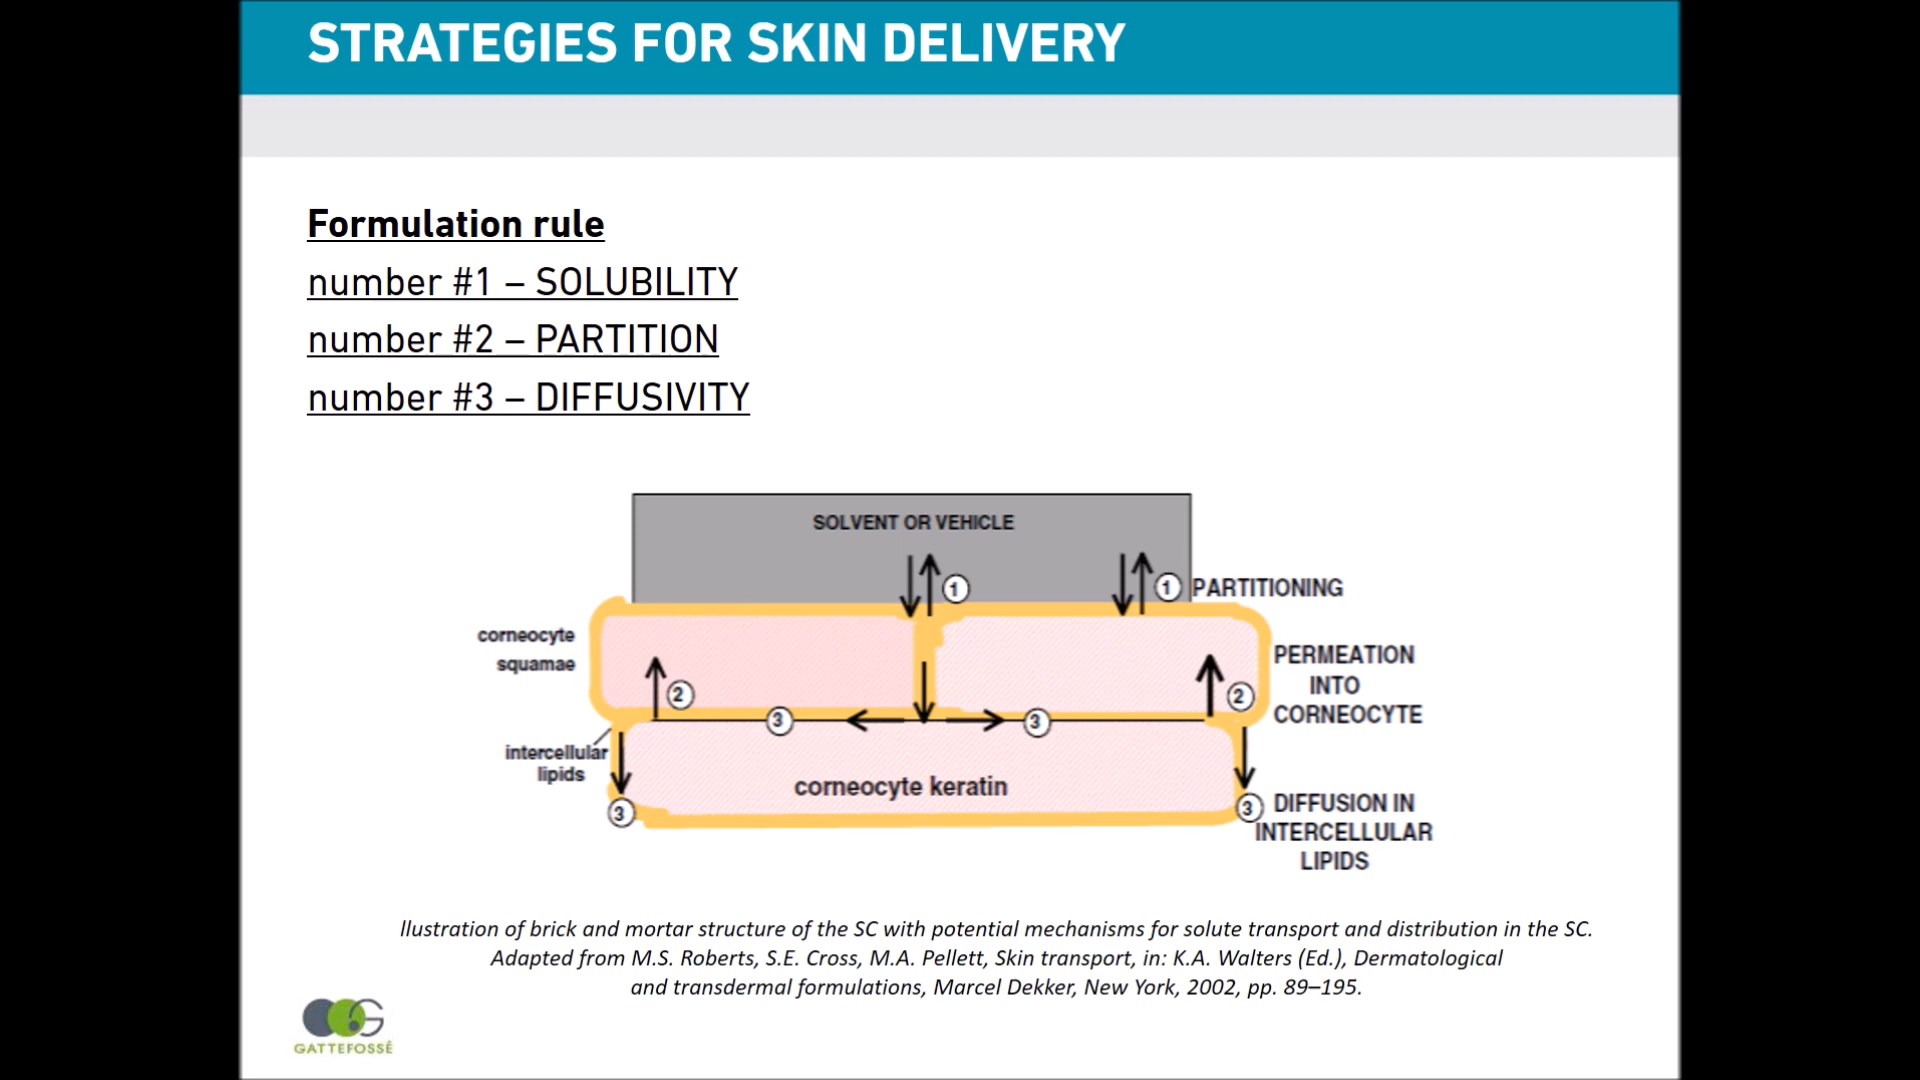 STRATEGIES FOR SKIN DELIVERY
Formulation rule
number #1 – SOLUBILITY
number #2 – PARTITION
number #3 – DIFFUSIVITY
SOLVENT OR VEHICLE
1
1 PARTITIONING
corneocyte
squamae
2
2
PERMEATION
INTO
CORNEOCYTE
3
3
intercellular
lipids
corneocyte keratin
3
3 DIFFUSION IN
INTERCELLULAR
LIPIDS
llustration of brick and mortar structure of the SC with potential mechanisms for solute transport and distribution in the SC.
Adapted from M.S. Roberts, S.E. Cross, M.A. Pellett, Skin transport, in: K.A. Walters (Ed.), Dermatological
and transdermal formulations, Marcel Dekker, New York, 2002, pp. 89–195.
GATTEFOSSÉ